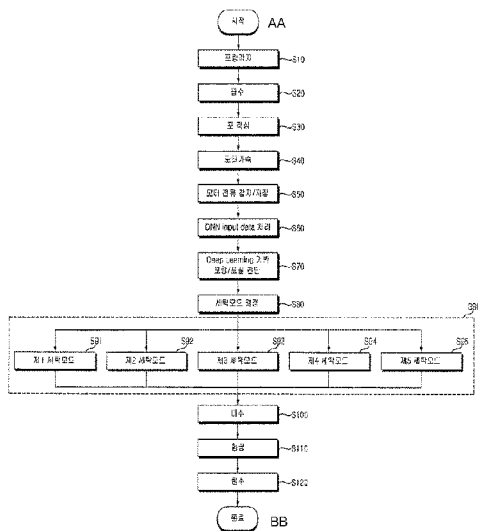 시작 AA
포량감지 S10
급수 S20
포 적심 S30
모터가속 S40
모터 전류 감지/저장 S50
DNN input data 처리 S60
Deep Learning 기반
포량/포질 판단 S70
세탁모드 결정 S80
S90
S91 S92 S93 S94 S95
제1 세탁모드 제2 세탁모드 제3 세탁모드 제4 세탁모드 제5 세탁모드
배수 S100
헹굼 S110
탈수 S120
완료 BB